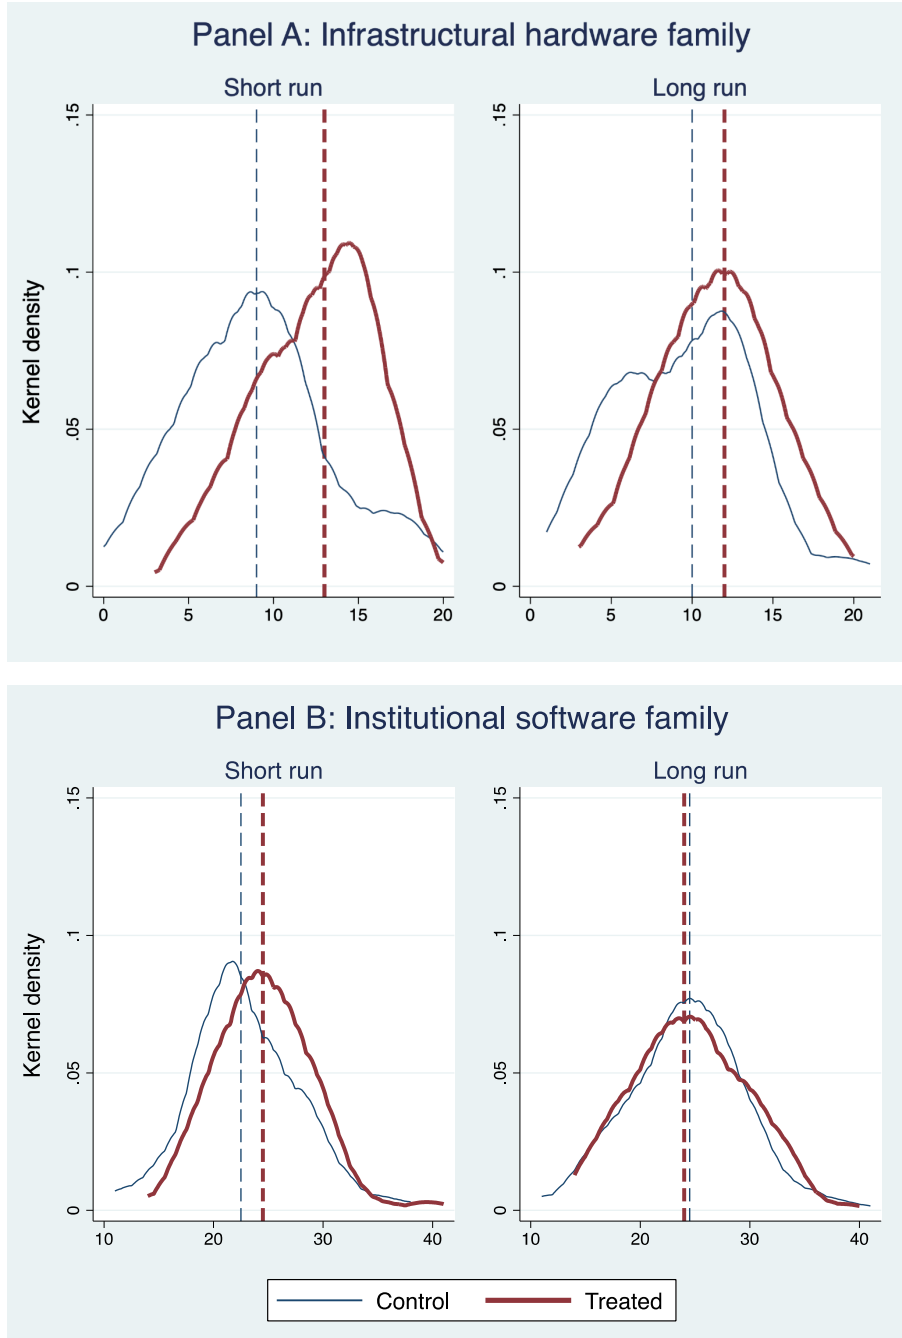 Panel A: Infrastructural hardware family
Short run
Long run
Kernel density
.15
.1
.05
0
0 5 10 15 20
.15
.1
.05
0
0 5 10 15 20
Panel B: Institutional software family
Short run
Long run
Kernel density
.15
.1
.05
0
10 20 30 40
.15
.1
.05
0
10 20 30 40
Control
Treated